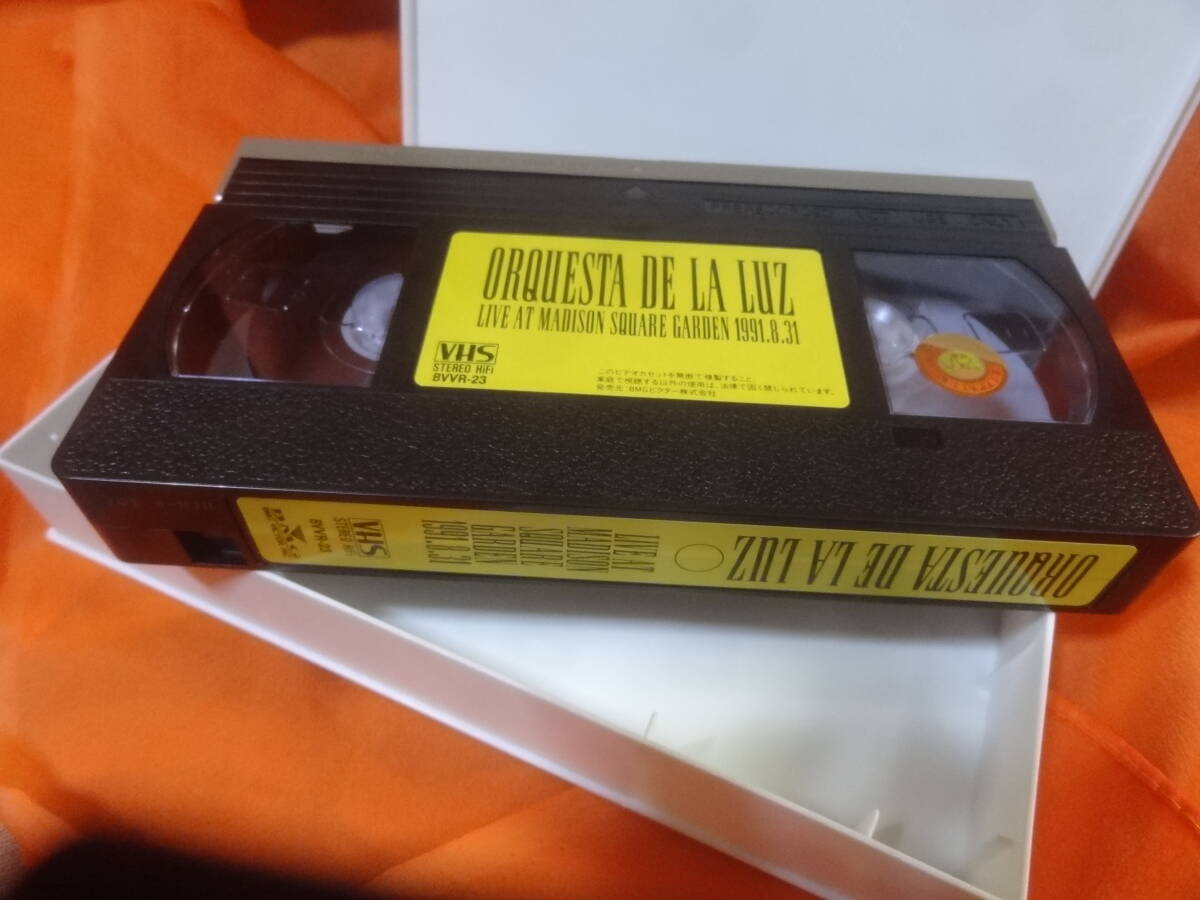 ORQUESTA DE LA LUZ
LIVE AT MADISON SQUARE GARDEN 1991.8.31
VHS
STEREO HiFi
BVVR-23
このビデオカセットを無断で複製すること、
家庭で視聴する以外の使用は、法律で固く禁じられています。
発売元:BMGビクター株式会社
ORQUESTA DE LA LUZ
LIVE AT
MADISON
SQUARE
GARDEN
1991.8.31
VHS
STEREO HiFi
BVVR-23